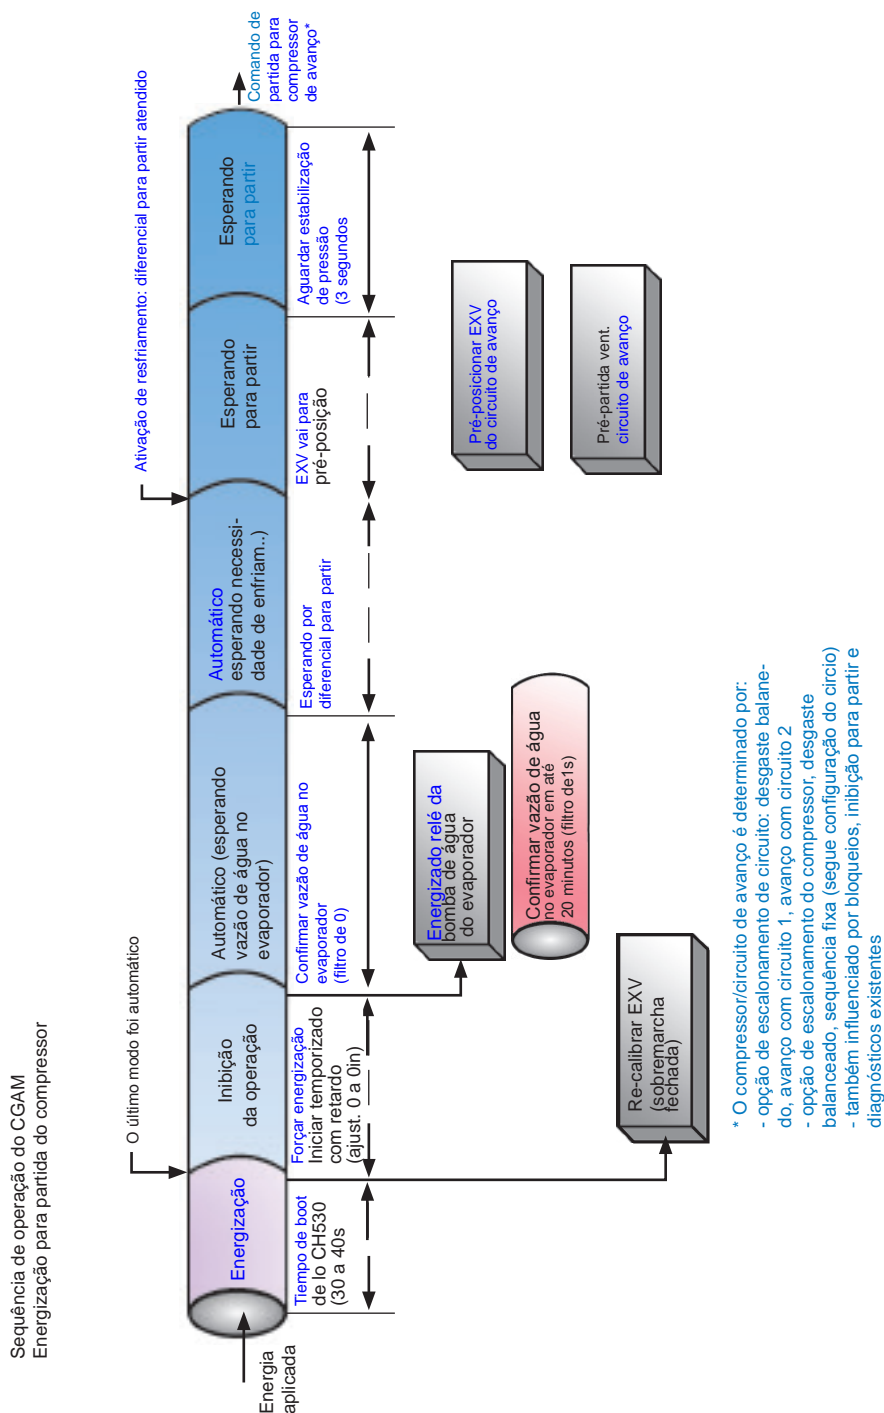 Sequência de operação do CGAM
Energização para partida do compressor
Energia
aplicada
O último modo foi automático
Ativação de resfriamento: diferencial para partir atendido
Comando de
partida para
compressor
de avanço*
Energização
Inibição
da operação
Automático (esperando
vazão de água no
evaporador)
Automático
esperando necessi-
dade de enfriam..)
Esperando
para partir
Esperando
para partir
Tiempo de boot
de lo CH530
(30 a 40s
Forçar energização
Iniciar temporizado
com retardo
(ajust. 0 a 0in)
Confirmar vazão de água no
evaporador
(filtro de 0)
Esperando por
diferencial para partir
EXV vai para
pré-posição
Aguardar estabilização
de pressão
(3 segundos
Energizado relé da
bomba de água
do evaporador
Confirmar vazão de água
no evaporador em até
20 minutos (filtro de1s)
Re-calibrar EXV
(sobremarcha
fechada)
Pré-posicionar EXV
do circuito de avanço
Pré-partida vent.
circuito de avanço
* O compressor/circuito de avanço é determinado por:
- opção de escalonamento de circuito: desgaste balane-
do, avanço com circuito 1, avanço com circuito 2
- opção de escalonamento do compressor, desgaste
balanceado, sequência fixa (segue configuração do circio)
- também influenciado por bloqueios, inibição para partir e
diagnósticos existentes